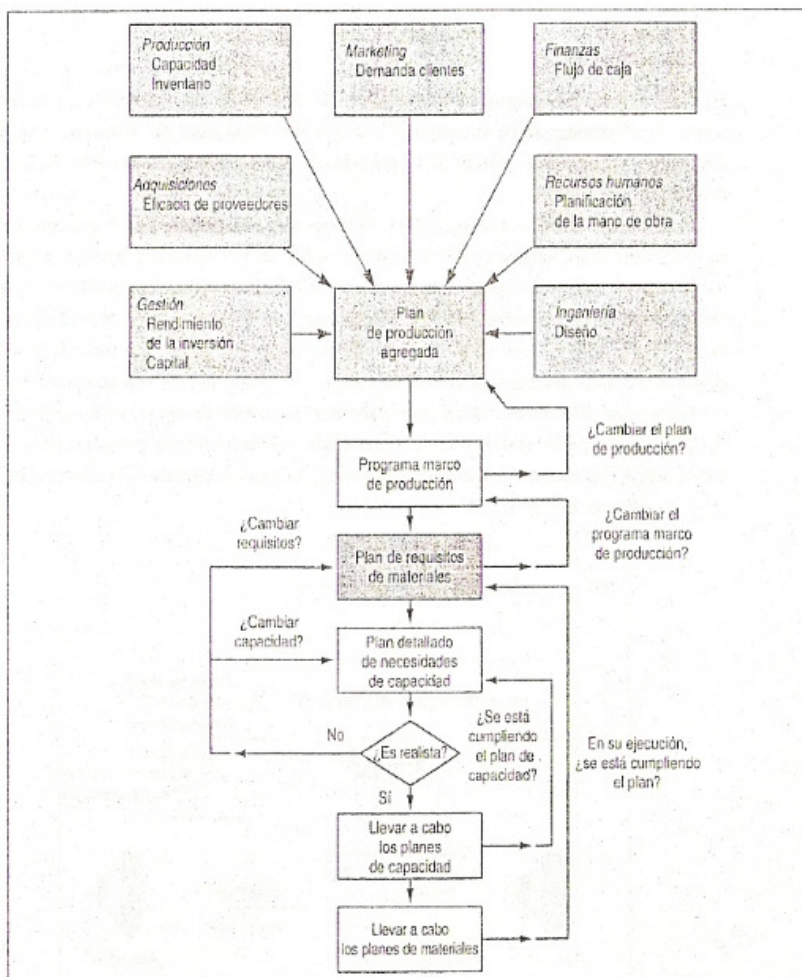 Producción
Capacidad
Inventario
Marketing
Demanda clientes
Finanzas
Flujo de caja
Adquisiciones
Eficacia de proveedores
Recursos humanos
Planificación
de la mano de obra
Gestión
Rendimiento
de la inversión
Capital
Plan
de producción
agregada
Ingeniería
Diseño
¿Cambiar el plan
de producción?
Programa marco
de producción
¿Cambiar
requisitos?
¿Cambiar el
programa marco
de producción?
Plan de requisitos
de materiales
¿Cambiar
capacidad?
Plan detallado
de necesidades
de capacidad
No
¿Es realista?
¿Se está
cumpliendo
el plan de
capacidad?
En su ejecución,
¿se está cumpliendo
el plan?
Sí
Llevar a cabo
los planes
de capacidad
Llevar a cabo
los planes de materiales